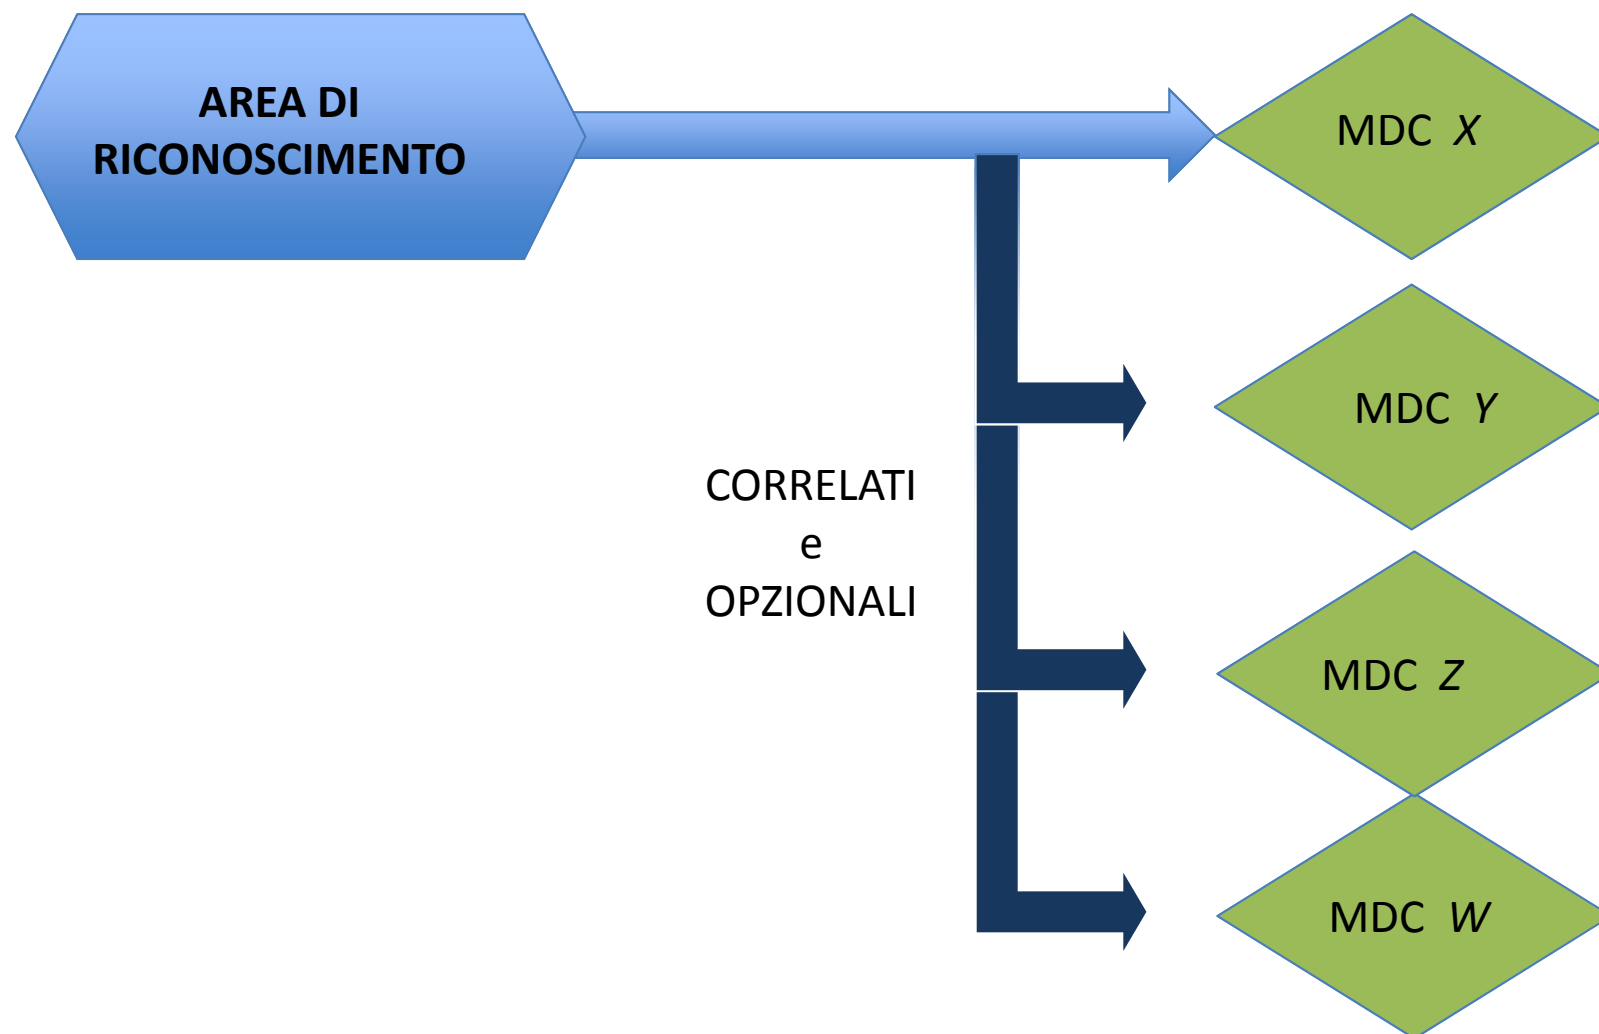 AREA DI
RICONOSCIMENTO
MDC X
MDC Y
CORRELATI
e
OPZIONALI
MDC Z
MDC W